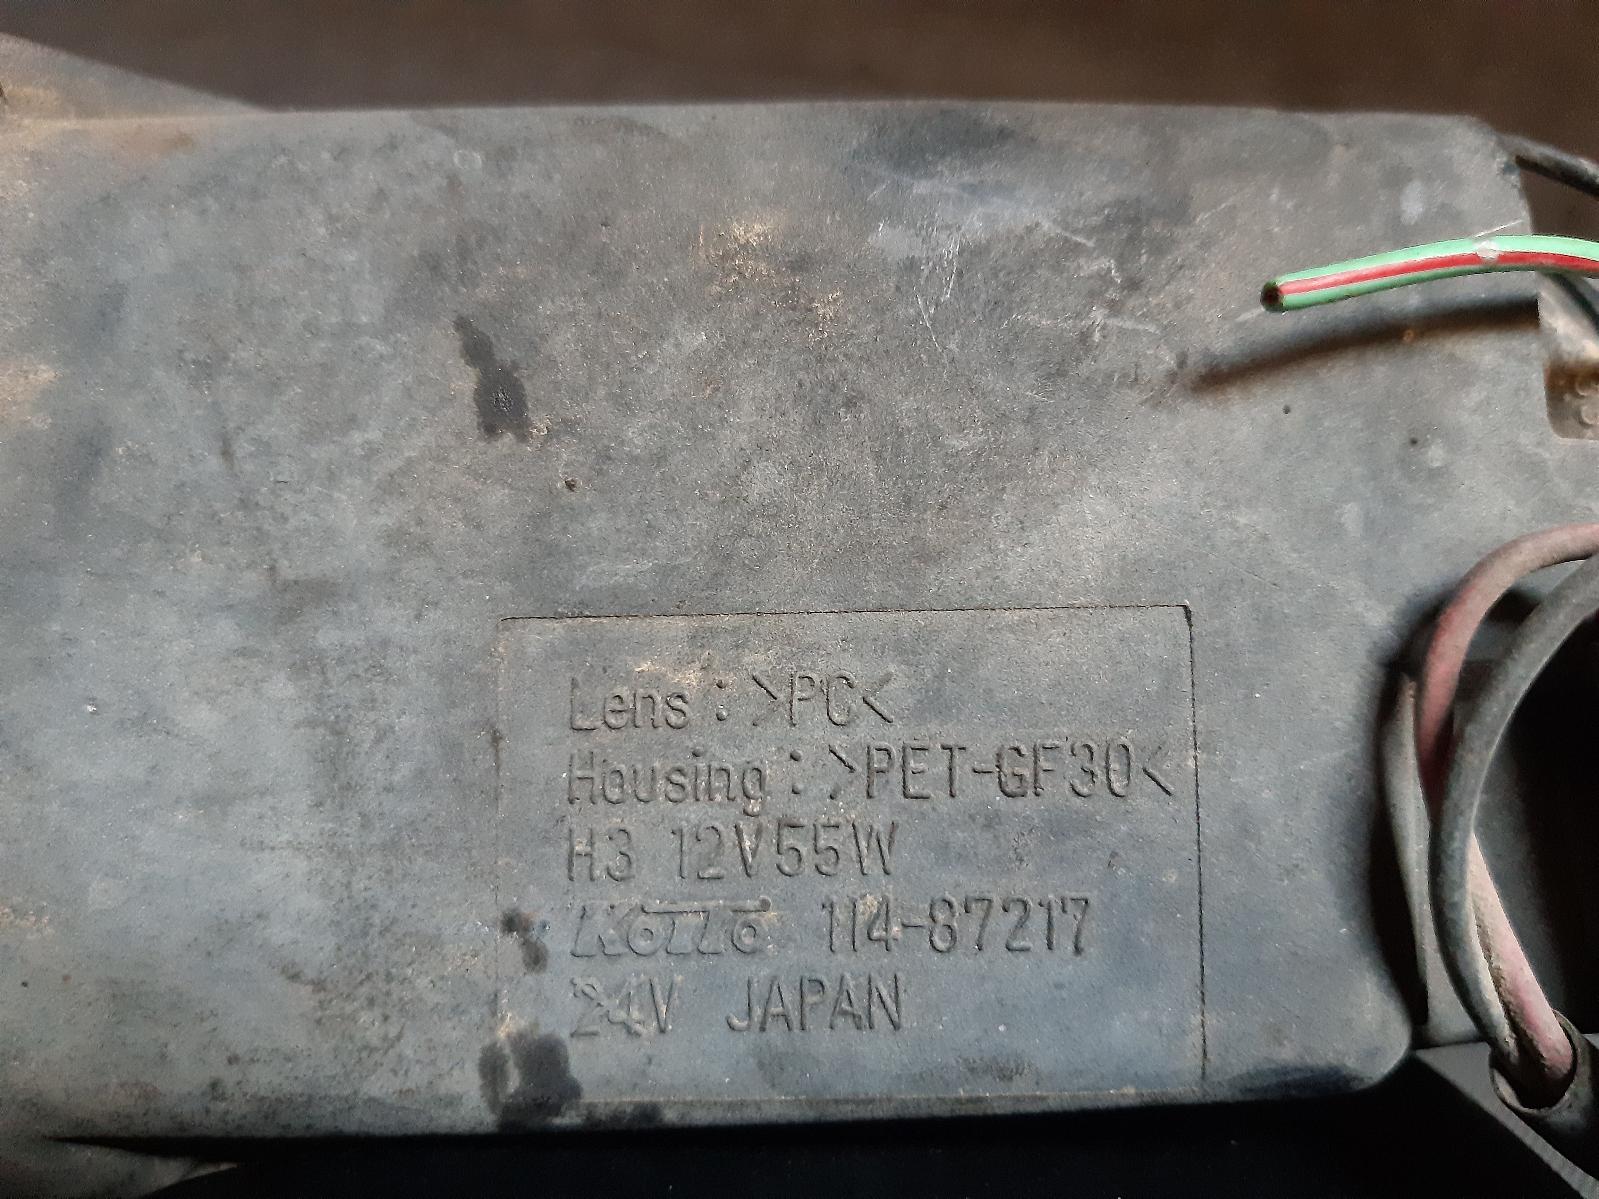 Lens : >PC<
Housing : >PET-GF30<
H3 12V55W
KOITO 114-87217
24V JAPAN